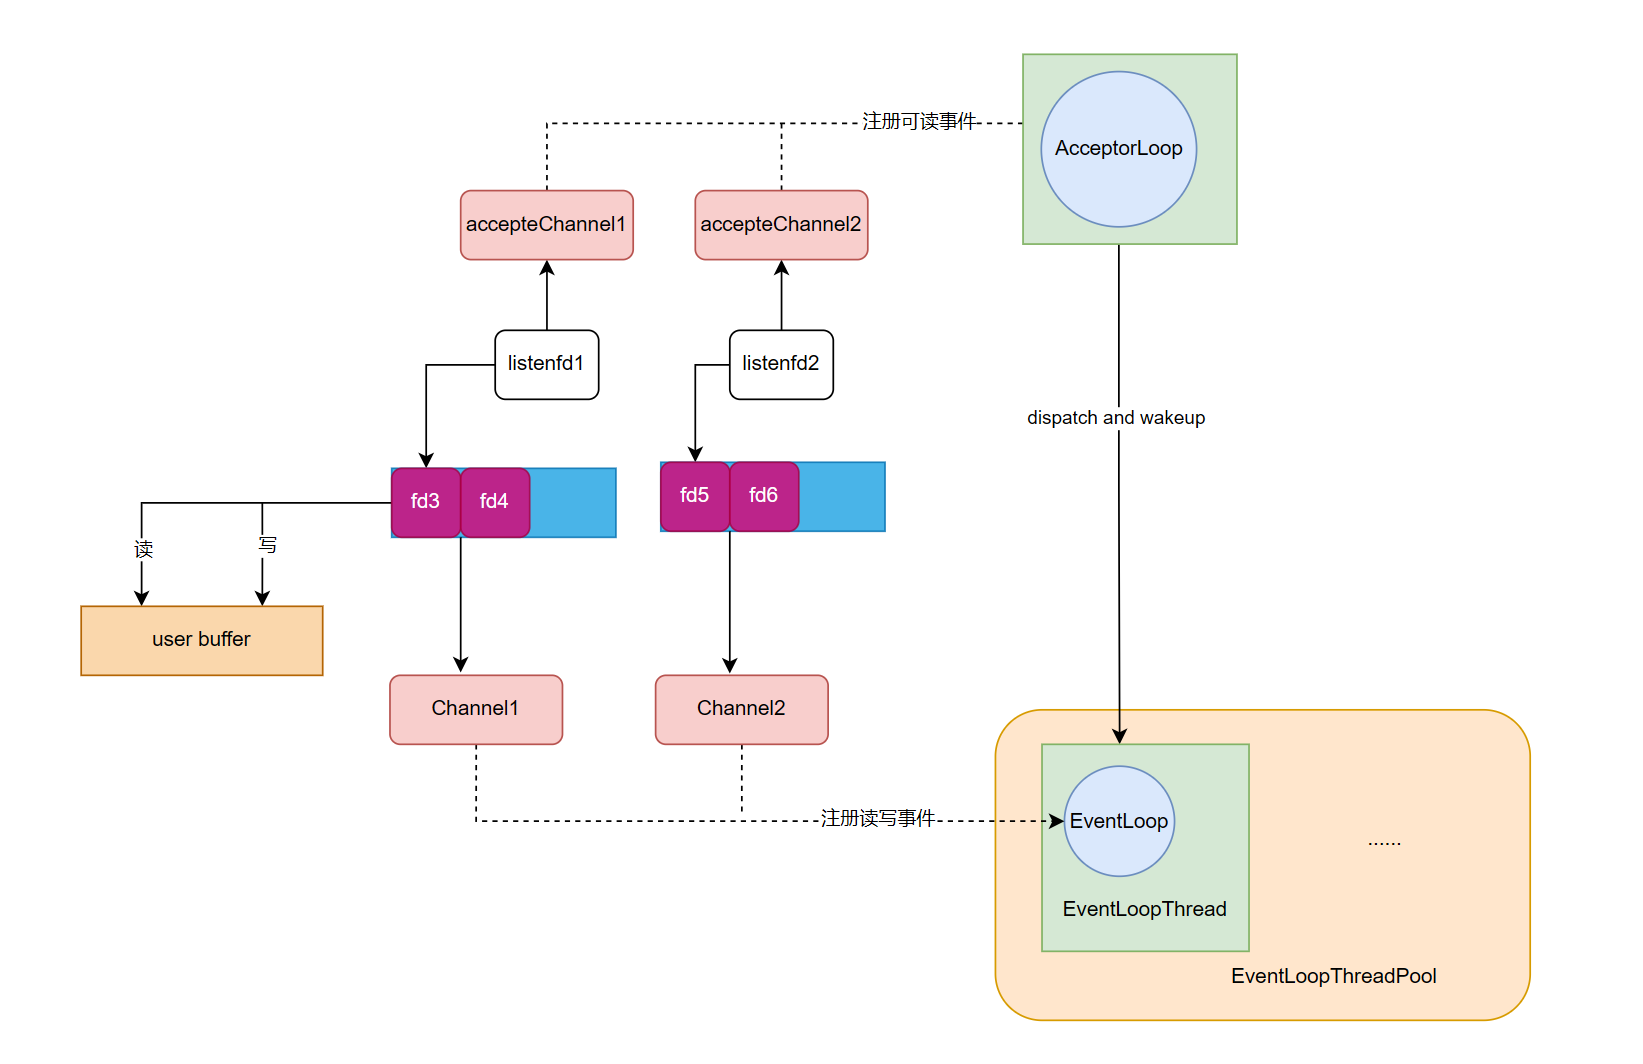 注册可读事件
AcceptorLoop
accepteChannel1
accepteChannel2
listenfd1
listenfd2
dispatch and wakeup
fd3
fd4
fd5
fd6
读
写
user buffer
Channel1
Channel2
注册读写事件
EventLoop
......
EventLoopThread
EventLoopThreadPool